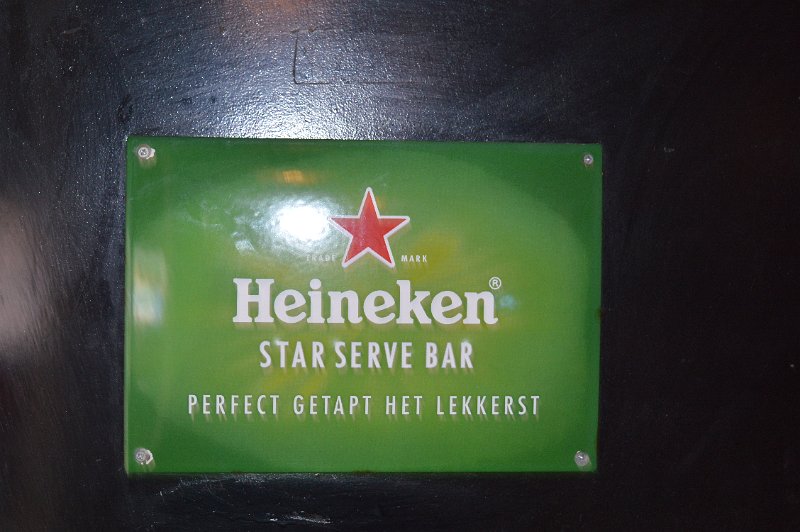 TRADE MARK
Heineken®
STAR SERVE BAR
PERFECT GETAPT HET LEKKERST